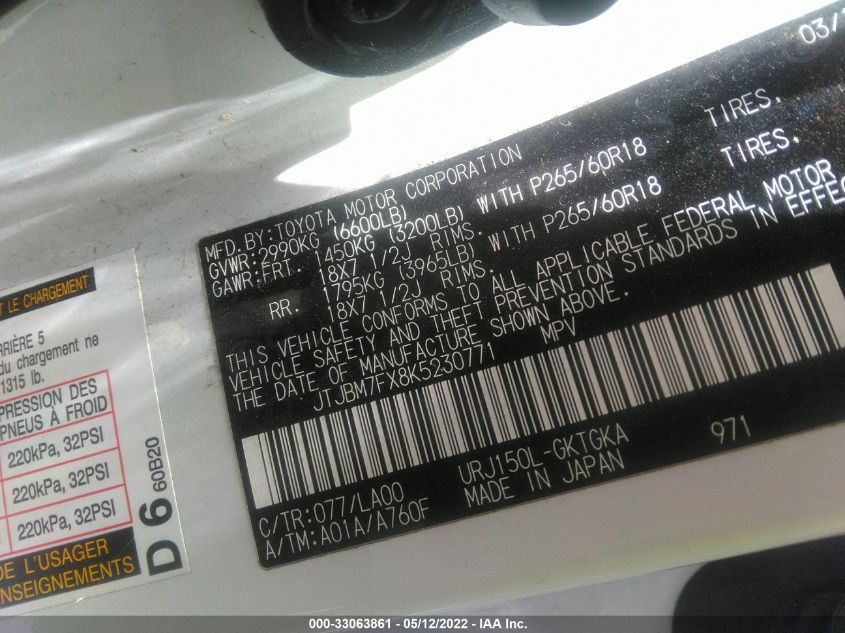 03/
MFD. BY: TOYOTA MOTOR CORPORATION
GVWR: 2990KG (6600LB)
GAWR: FRT. 1450KG (3200LB) WITH P265/60R18 TIRES,
18X7 1/2J RIMS.
RR. 1795KG (3965LB) WITH P265/60R18 TIRES,
18X7 1/2J RIMS.
THIS VEHICLE CONFORMS TO ALL APPLICABLE FEDERAL MOTOR
VEHICLE SAFETY AND THEFT PREVENTION STANDARDS IN EFFE
THE DATE OF MANUFACTURE SHOWN ABOVE.
JTJBM7FX8K5230771 MPV
C/TR: 077/LA00 URJ150L-GKTGKA 971
A/TM: A01A/A760F MADE IN JAPAN
T LE CHARGEMENT.
RRIÈRE 5
du chargement ne
1315 lb.
PRESSION DES
PNEUS À FROID
220kPa, 32PSI
220kPa, 32PSI
220kPa, 32PSI
DE L'USAGER
NSEIGNEMENTS
D 6 60B20
000-33063861 - 05/12/2022 - IAA Inc.